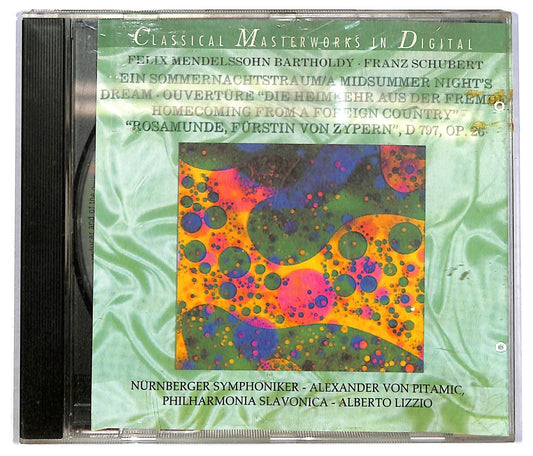 CLASSICAL MASTERWORKS IN DIGITAL
FELIX MENDELSSOHN BARTHOLDY · FRANZ SCHUBERT
EIN SOMMERNACHTSTRAUM/A MIDSUMMER NIGHT'S
DREAM · OUVERTÜRE "DIE HEIMKEHR AUS DER FREMDE
HOMECOMING FROM A FOREIGN COUNTRY"
"ROSAMUNDE, FÜRSTIN VON ZYPERN", D 797, OP. 26
NÜRNBERGER SYMPHONIKER - ALEXANDER VON PITAMIC,
PHILHARMONIA SLAVONICA - ALBERTO LIZZIO